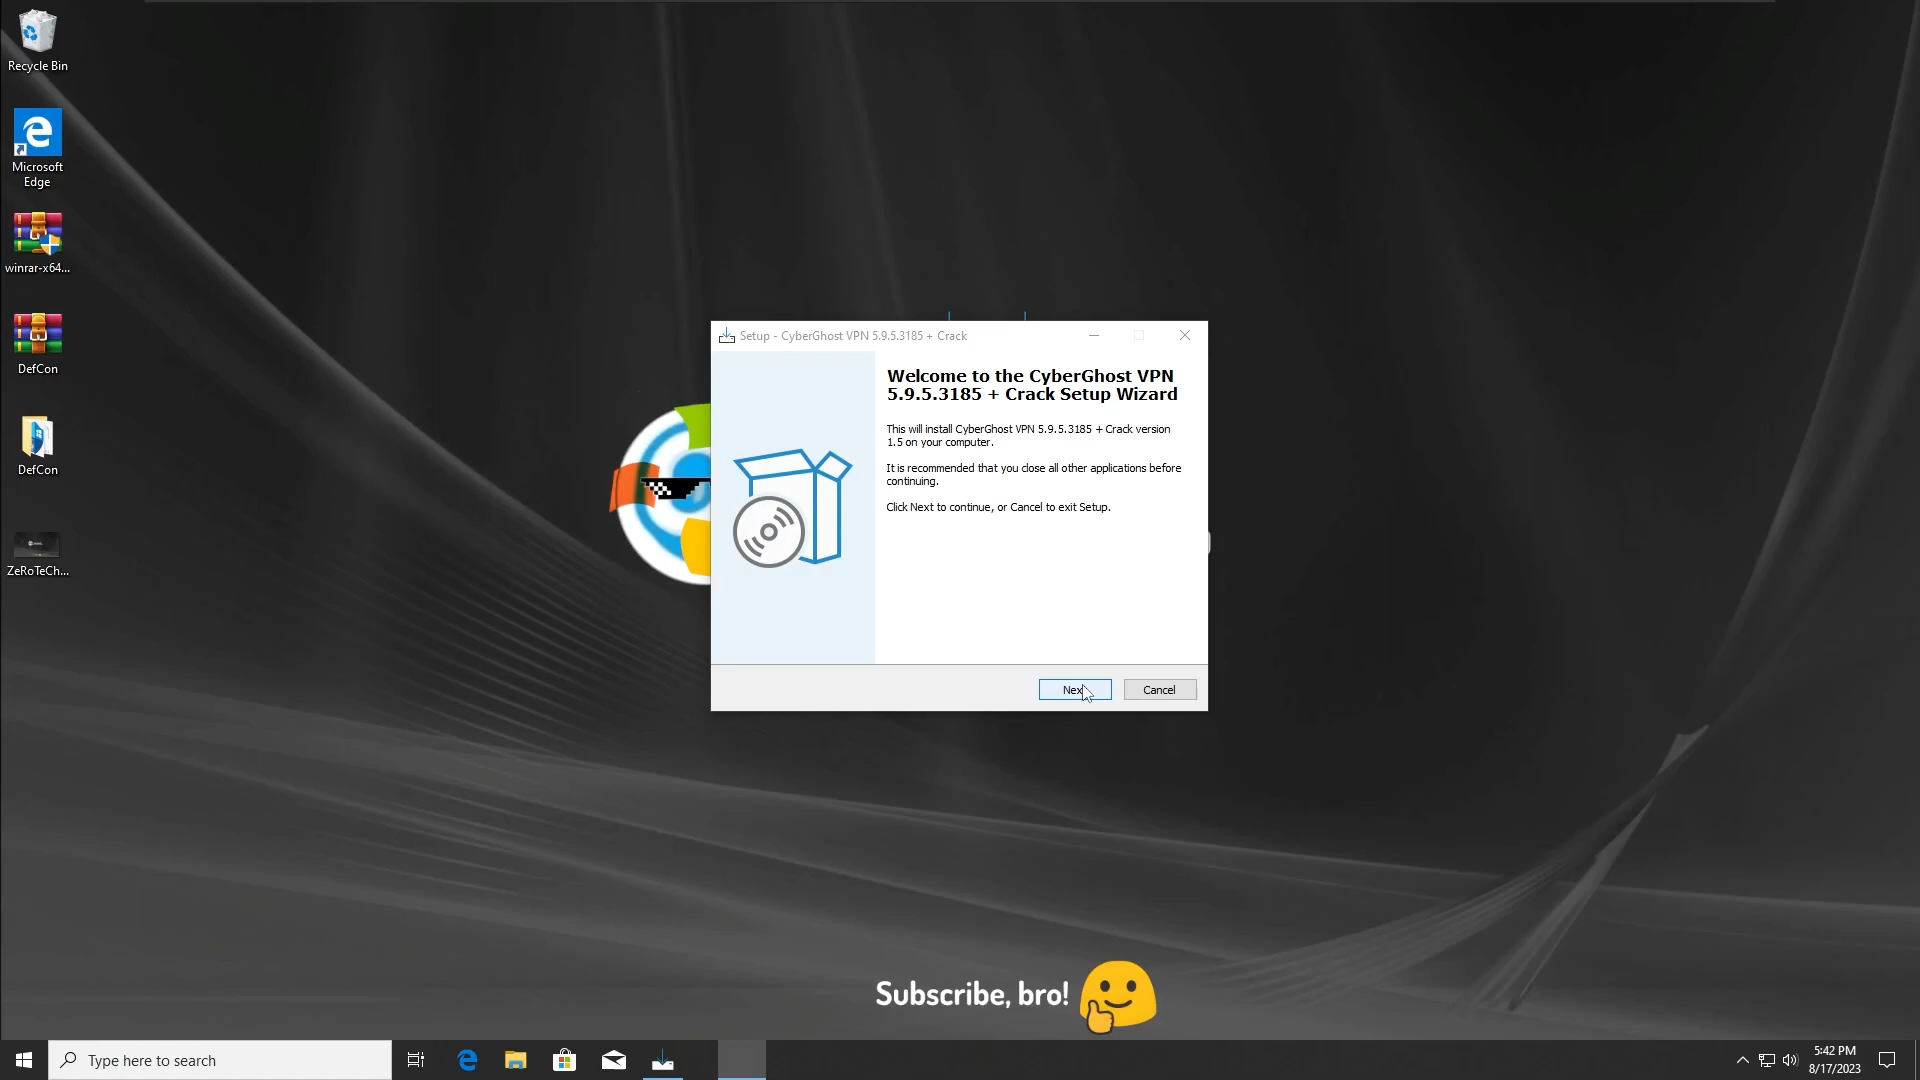 Recycle Bin
Microsoft
Edge
winrar-x64...
DefCon
DefCon
ZeRoTeCh...
Setup - CyberGhost VPN 5.9.5.3185 + Crack
Welcome to the CyberGhost VPN
5.9.5.3185 + Crack Setup Wizard
This will install CyberGhost VPN 5.9.5.3185 + Crack version
1.5 on your computer.
It is recommended that you close all other applications before
continuing.
Click Next to continue, or Cancel to exit Setup.
Cancel
Subscribe, bro!
Type here to search
5:42 PM
8/17/2023